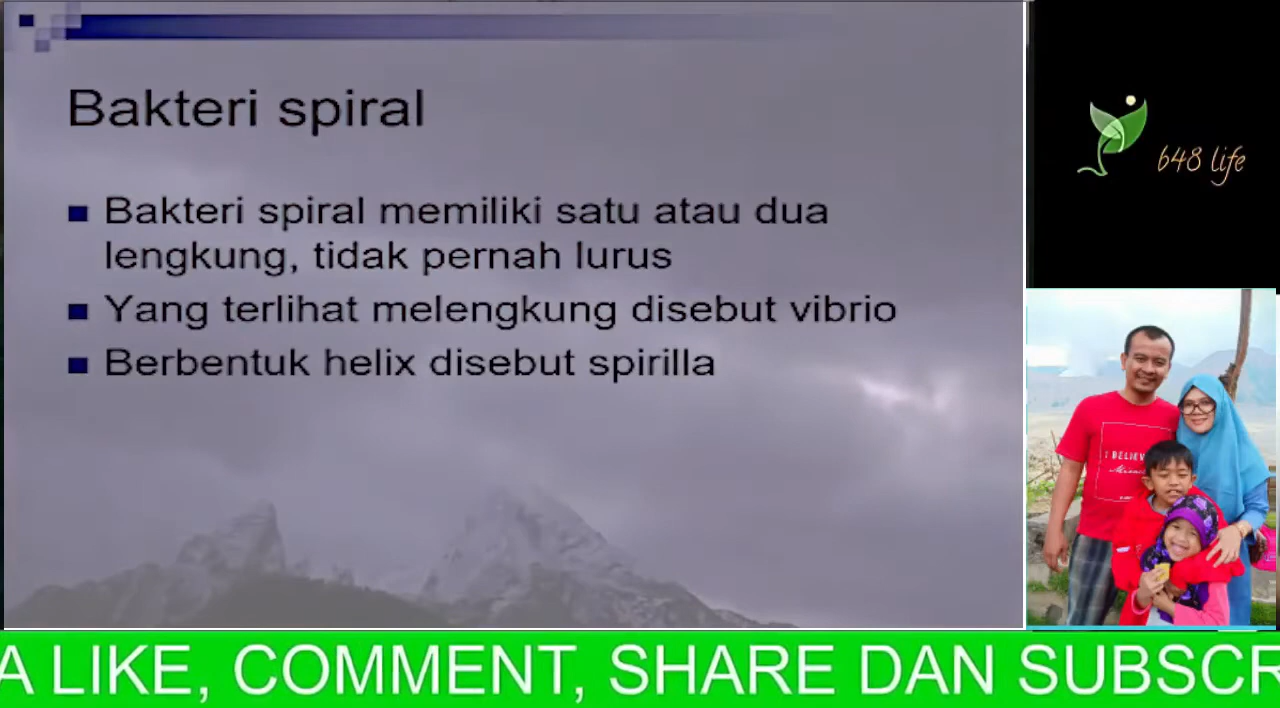 Bakteri spiral
Bakteri spiral memiliki satu atau dua
lengkung, tidak pernah lurus
Yang terlihat melengkung disebut vibrio
Berbentuk helix disebut spirilla
648 life
I BELIEV
A LIKE, COMMENT, SHARE DAN SUBSCR